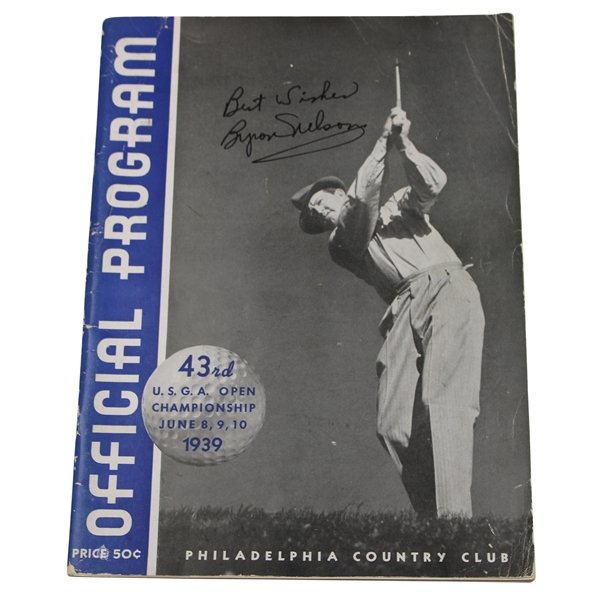 OFFICIAL PROGRAM
Best Wishes
Byron Nelson
43rd
U.S.G.A. OPEN
CHAMPIONSHIP
JUNE 8, 9, 10
1939
PRICE 50¢
PHILADELPHIA COUNTRY CLUB